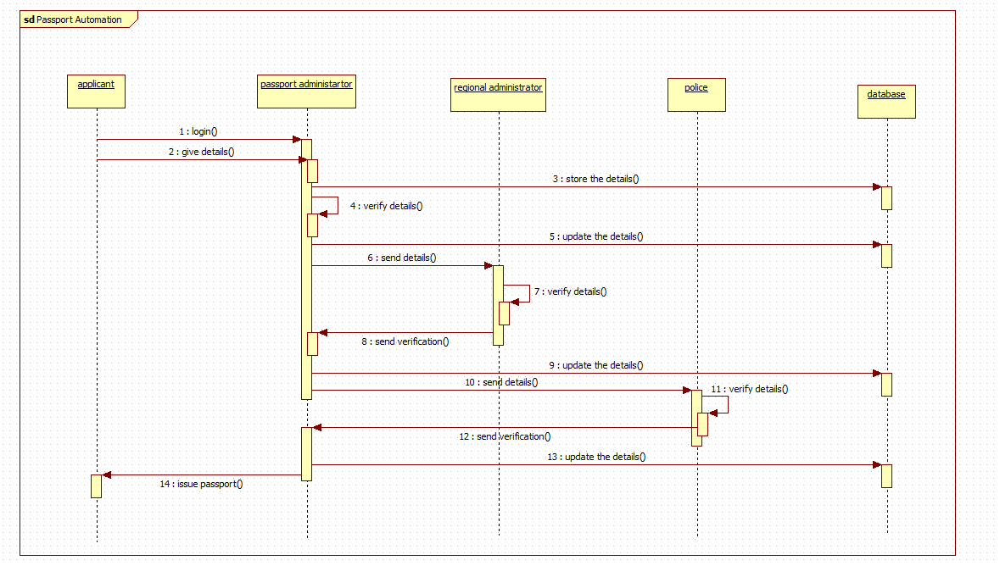 sd Passport Automation
applicant
passport administartor
regional administrator
police
database
1 : login()
2 : give details()
3 : store the details()
4 : verify details()
5 : update the details()
6 : send details()
7 : verify details()
8 : send verification()
9 : update the details()
10 : send details()
11 : verify details()
12 : send verification()
13 : update the details()
14 : issue passport()